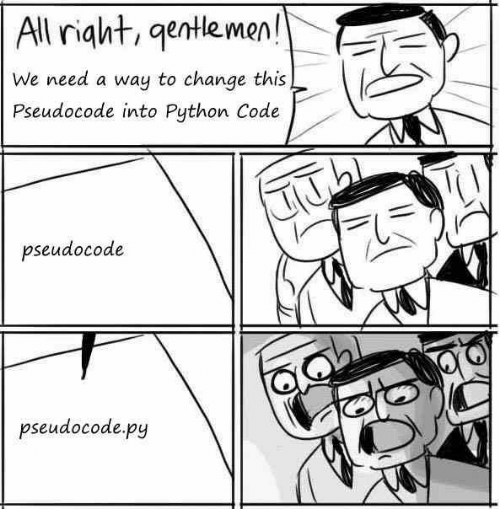 All right, gentlemen!
We need a way to change this
Pseudocode into Python Code
pseudocode
pseudocode.py